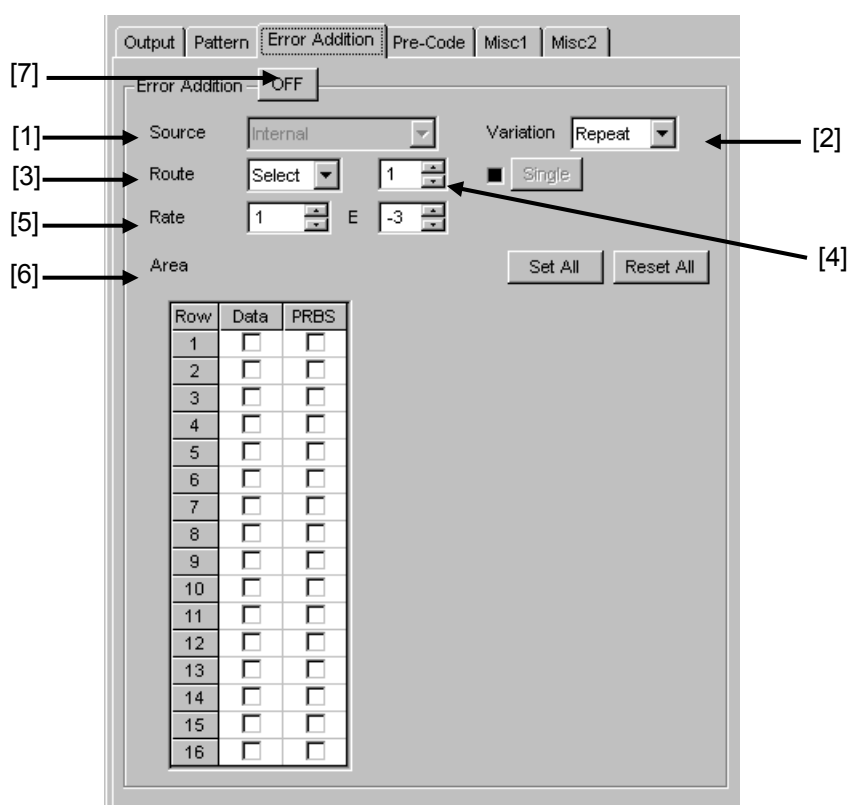 Output Pattern Error Addition Pre-Code Misc1 Misc2
[7] Error Addition OFF
[1] Source Internal Variation Repeat [2]
[3] Route Select 1 Single
[5] Rate 1 E -3 [4]
[6] Area Set All Reset All
Row Data PRBS
1
2
3
4
5
6
7
8
9
10
11
12
13
14
15
16